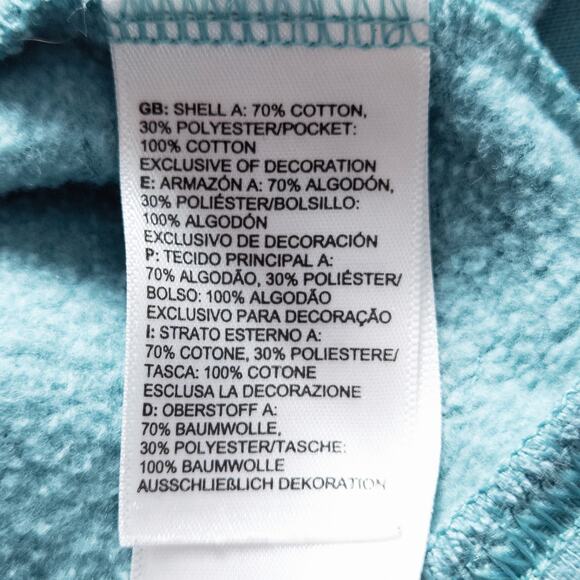 GB: SHELL A: 70% COTTON,
30% POLYESTER/POCKET:
100% COTTON
EXCLUSIVE OF DECORATION
E: ARMAZÓN A: 70% ALGODÓN,
30% POLIÉSTER/BOLSILLO:
100% ALGODÓN
EXCLUSIVO DE DECORACIÓN
P: TECIDO PRINCIPAL A:
70% ALGODÃO, 30% POLIÉSTER/
BOLSO: 100% ALGODÃO
EXCLUSIVO PARA DECORAÇÃO
I: STRATO ESTERNO A:
70% COTONE, 30% POLIESTERE/
TASCA: 100% COTONE
ESCLUSA LA DECORAZIONE
D: OBERSTOFF A:
70% BAUMWOLLE,
30% POLYESTER/TASCHE:
100% BAUMWOLLE
AUSSCHLIEßLICH DEKORATION